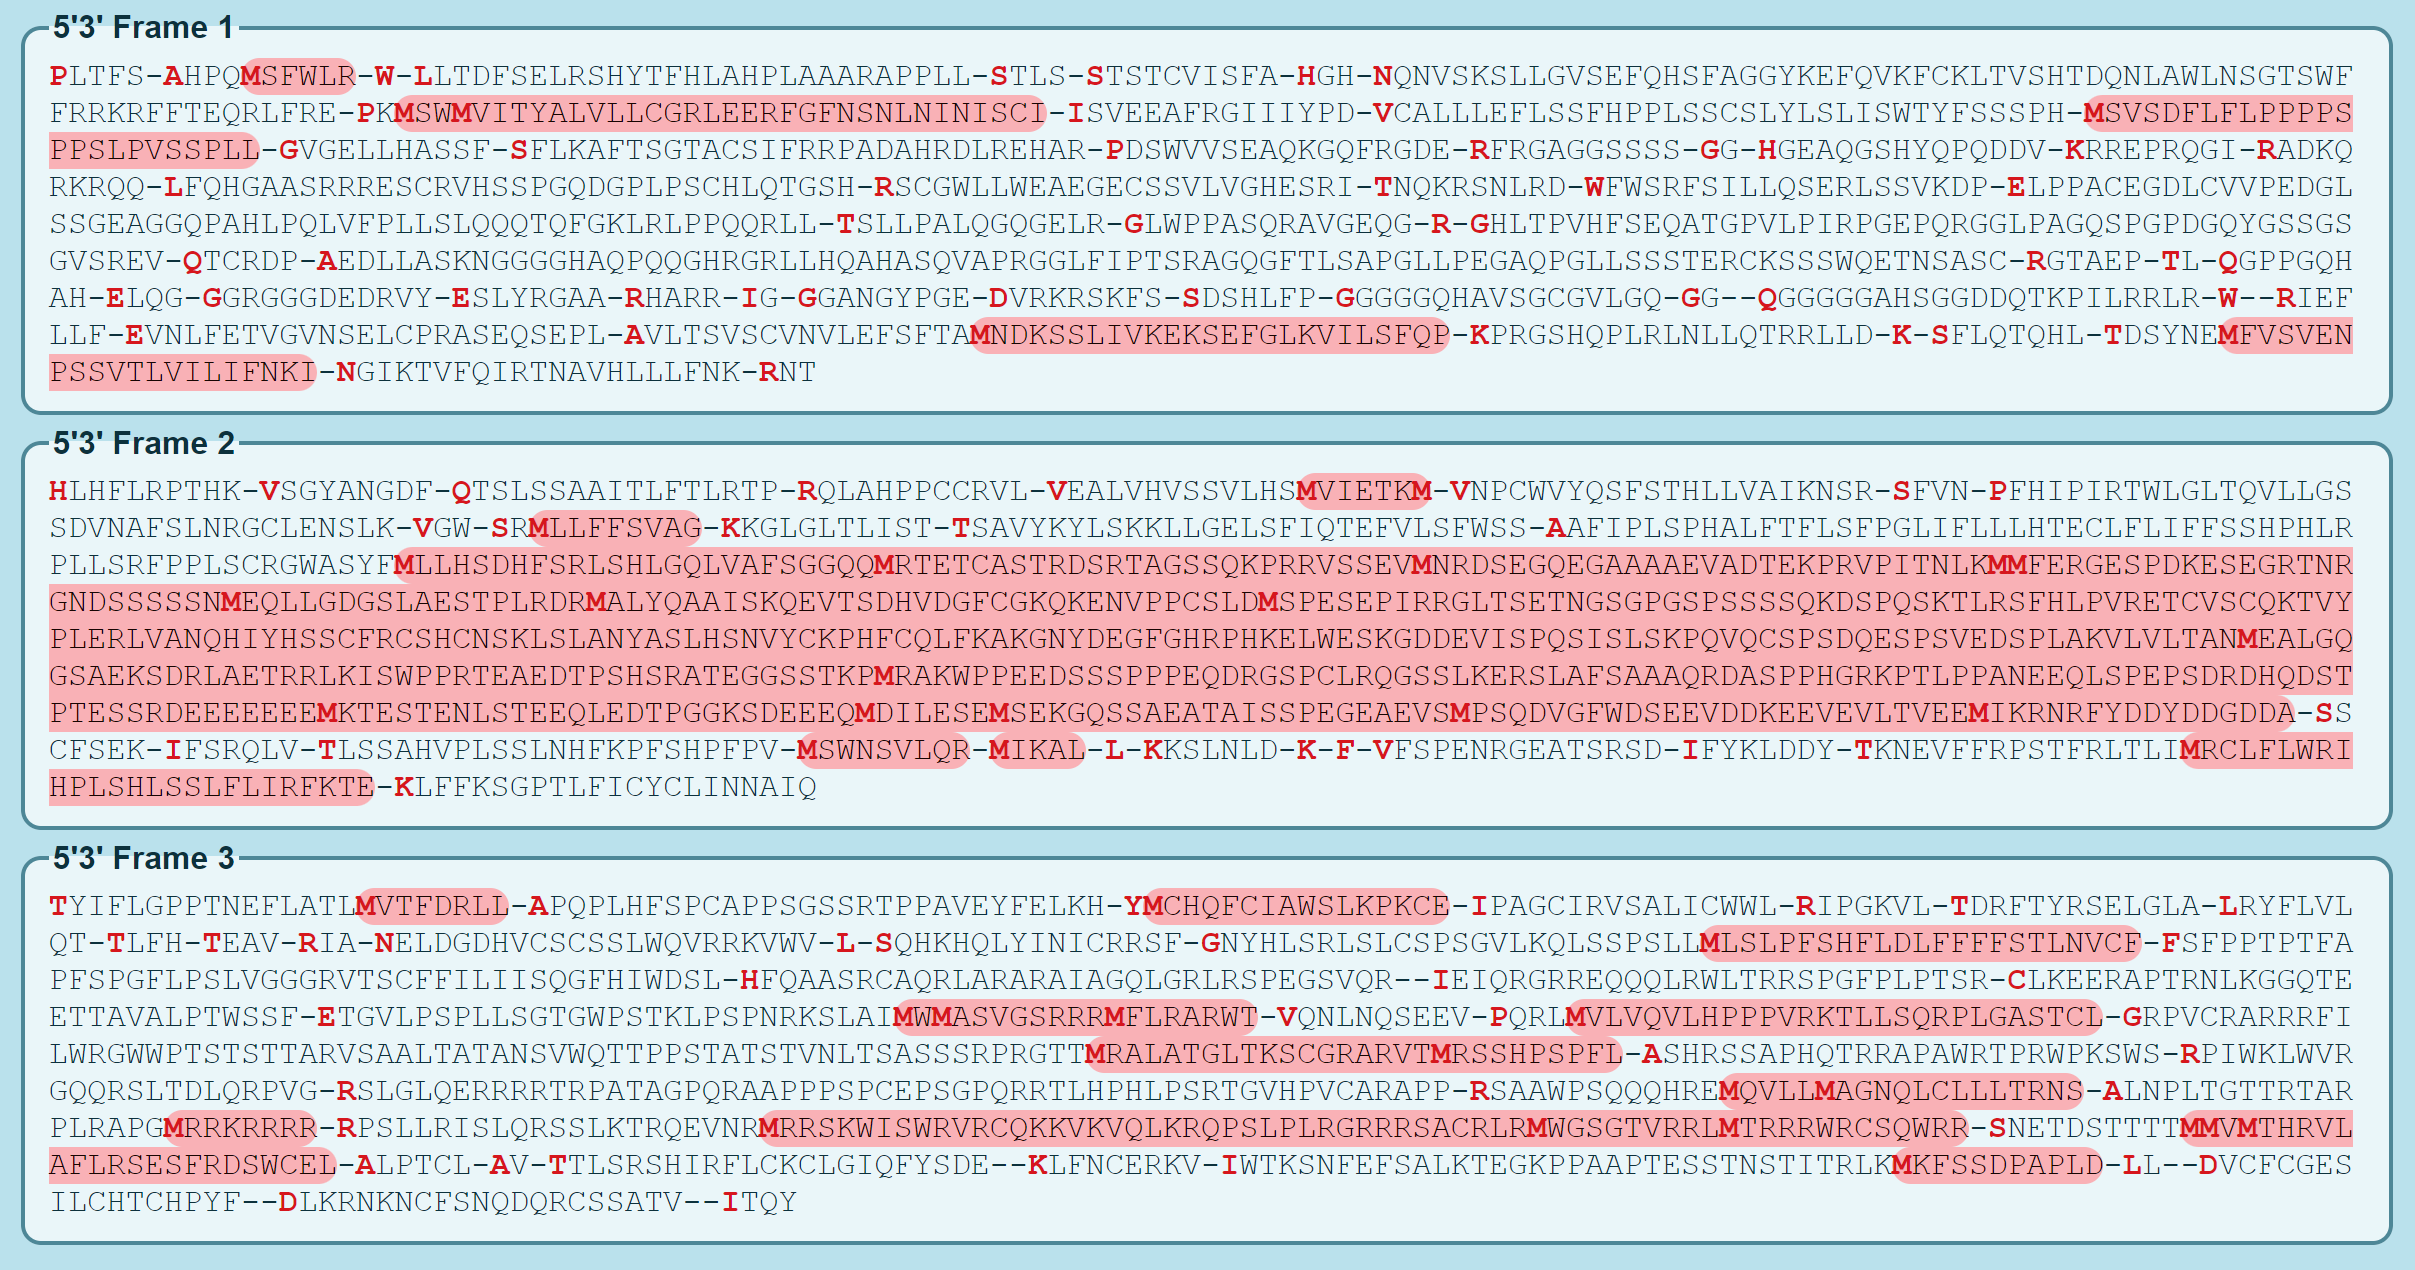 5'3' Frame 1
PLTFS-AHPQMSFWLR-W-LLTDFSELRSHYTFHLAHPLAAARAPPLL-STLS-STSTCVISFA-HGH-NQNVSKSLLGVSEFQHSFAGGYKEFQVKFCKLTVSHTDQNLAWLNSGTSWF
FRRKRFFTEQRLFRE-PKMSWMVITYALVLLCGRLEERFGFNSNLNINISCI-ISVEEAFRGIIIYPD-VCALLLEFLSSFHPPLSSCSLYLSLISWTYFSSSPH-MSVSDFLFLPPPPS
PPSLPVSSPLL-GVGELLHASSF-SFLKAFTSGTACSIFRRPADAHRDLREHAR-PDSWVVSEAQKGQFRGDE-RFRGAGGSSSS-GG-HGEAQGSHYQPQDDV-KRREPRQGI-RADKQ
RKRQQ-LFQHGAASRRRESCRVHSSPGQDGPLPSCHLQTGSH-RSCGWLLWEAEGECSSVLVGHESRI-TNQKRSNLRD-WFWSRFSILLQSERLSSVKDP-ELPPACEGDLCVVPEDGL
SSGEAGGQPAHLPQLVFPLLSLQQQTQFGKLRLPPQQRLL-TSLLPALQGQGELR-GLWPPASQRAVGEQG-R-GHLTPVHFSEQATGPVLPIRPGEPQRGGLPAGQSPGPDGQYGSSGS
GVSREV-QTCRDP-AEDLLASKNGGGGHAQPQQGHRGRLLHQAHASQVAPRGGLFIPTSRAGQGFTLSAPGLLPEGAQPGLLSSSTERCKSSSWQETNSASC-RGTAEP-TL-QGPPGQH
AH-ELQG-GGRGGGDEDRVY-ESLYRGAA-RHARR-IG-GGANGYPGE-DVRKRSKFS-SDSHLFP-GGGGGQHAVSGCGVLGQ-GG--QGGGGGAHSGGDDQTKPILRRLR-W--RIEF
LLF-EVNLFETVGVNSELCPRASEQSEPL-AVLTSVSCVNVLEFSFTAMNDKSSLIVKEKSEFGLKVILSFQP-KPRGSHQPLRLNLLQTRRLLD-K-SFLQTQHL-TDSYNEMFVSVEN
PSSVTLVILIFNKI-NGIKTVFQIRTNAVHLLLFNK-RNT
5'3' Frame 2
HLHFLRPTHK-VSGYANGDF-QTSLSSAAITLFTLRTP-RQLAHPPCCRVL-VEALVHVSSVLHSMVIETKM-VNPCWVYQSFSTHLLVAIKNSR-SFVN-PFHIPIRTWLGLTQVLLGS
SDVNAFSLNRGCLENSLK-VGW-SRMLLFFSVAG-KKGLGLTLIST-TSAVYKYLSKKLLGELSFIQTEFVLSFWSS-AAFIPLSPHALFTFLSFPGLIFLLLHTECLFLIFFSSHPHLR
PLLSRFPPLSCRGWASYFMLLHSDHFSRLSHLGQLVAFSGGQQMRTETCASTRDSRTAGSSQKPRRVSSEVMNRDSEGQEGAAAAEVADTEKPRVPITNLKMMFERGESPDKESEGRTNR
GNDSSSSSNMEQLLGDGSLAESTPLRDRMALYQAAISKQEVTSDHVDGFCGKQKENVPPCSLDMSPESEPIRRGLTSETNGSGPGSPSSSSQKDSPQSKTLRSFHLPVRETCVSCQKTVY
PLERLVANQHIYHSSCFRCSHCNSKLSLANYASLHSNVYCKPHFCQLFKAKGNYDEGFGHRPHKELWESKGDDEVISPQSISLSKPQVQCSPSDQESPSVEDSPLAKVLVLTANMEALGQ
GSAEKSDRLAETRRLKISWPPRTEAEDTPSHSRATEGGSSTKPMRAKWPPEEDSSSPPPEQDRGSPCLRQGSSLKERSLAFSAAAQRDASPPHGRKPTLPPANEEQLSPEPSDRDHQDST
PTESSRDEEEEEEEMKTESTENLSTEEQLEDTPGGKSDEEEQMDILESEMSEKGQSSAEATAISSPEGEAEVSMPSQDVGFWDSEEVDDKEEVEVLTVEEMIKRNRFYDDYDDGDDA-SS
CFSEK-IFSRQLV-TLSSAHVPLSSLNHFKPFSHPFPV-MSWNSVLQR-MIKAL-L-KKSLNLD-K-F-VFSPENRGEATSRSD-IFYKLDDY-TKNEVFFRPSTFRLTLIMRCLFLWRI
HPLSHLSSLFLIRFKTE-KLFFKSGPTLFICYCLINNAIQ
5'3' Frame 3
TYIFLGPPTNEFLATLMVTFDRLL-APQPLHFSPCAPPSGSSRTPPAVEYFELKH-YMCHQFCIAWSLKPKCE-IPAGCIRVSALICWWL-RIPGKVL-TDRFTYRSELGLA-LRYFLVL
QT-TLFH-TEAV-RIA-NELDGDHVCSCSSLWQVRRKVWV-L-SQHKHQLYINICRRSF-GNYHLSRLSLCSPSGVLKQLSSPSLLMLSLPFSHFLDLFFFFSTLNVCF-FSFPPTPTFA
PFSPGFLPSLVGGGRVTSCFFILIISQGFHIWDSL-HFQAASRCAQRLARARAIAGQLGRLRSPEGSVQR--IEIQRGRREQQQLRWLTRRSPGFPLPTSR-CLKEERAPTRNLKGGQTE
ETTAVALPTWSSF-ETGVLPSPLLSGTGWPSTKLPSPNRKSLAIMWMASVGSRRRMFLRARWT-VQNLNQSEEV-PQRLMVLVQVLHPPPVRKTLLSQRPLGASTCL-GRPVCRARRRFI
LWRGWWPTSTSTTARVSAALTATANSVWQTTPPSTATSTVNLTSASSSRPRGTTMRALATGLTKSCGRARVTMRSSHPSPFL-ASHRSSAPHQTRRAPAWRTPRWPKSWS-RPIWKLWVR
GQQRSLTDLQRPVG-RSLGLQERRRRTRPATAGPQRAAPPPSPCEPSGPQRRTLHPHLPSRTGVHPVCARAPP-RSAAWPSQQQHREMQVLLMAGNQLCLLLTRNS-ALNPLTGTTRTAR
PLRAPGMRRKRRRR-RPSLLRISLQRSSLKTRQEVNRMRRSKWISWRVRCQKKVKVQLKRQPSLPLRGRRRSACRLRMWGSGTVRRLMTRRRWRCSQWRR-SNETDSTTTTMMVMTHRVL
AFLRSESFRDSWCEL-ALPTCL-AV-TTLSRSHIRFLCKCLGIQFYSDE--KLFNCERKV-IWTKSNFEFSALKTEGKPPAAPTESSTNSTITRLKMKFSSDPAPLD-LL--DVCFCGES
ILCHTCHPYF--DLKRNKNCFSNQDQRCSSATV--ITQY